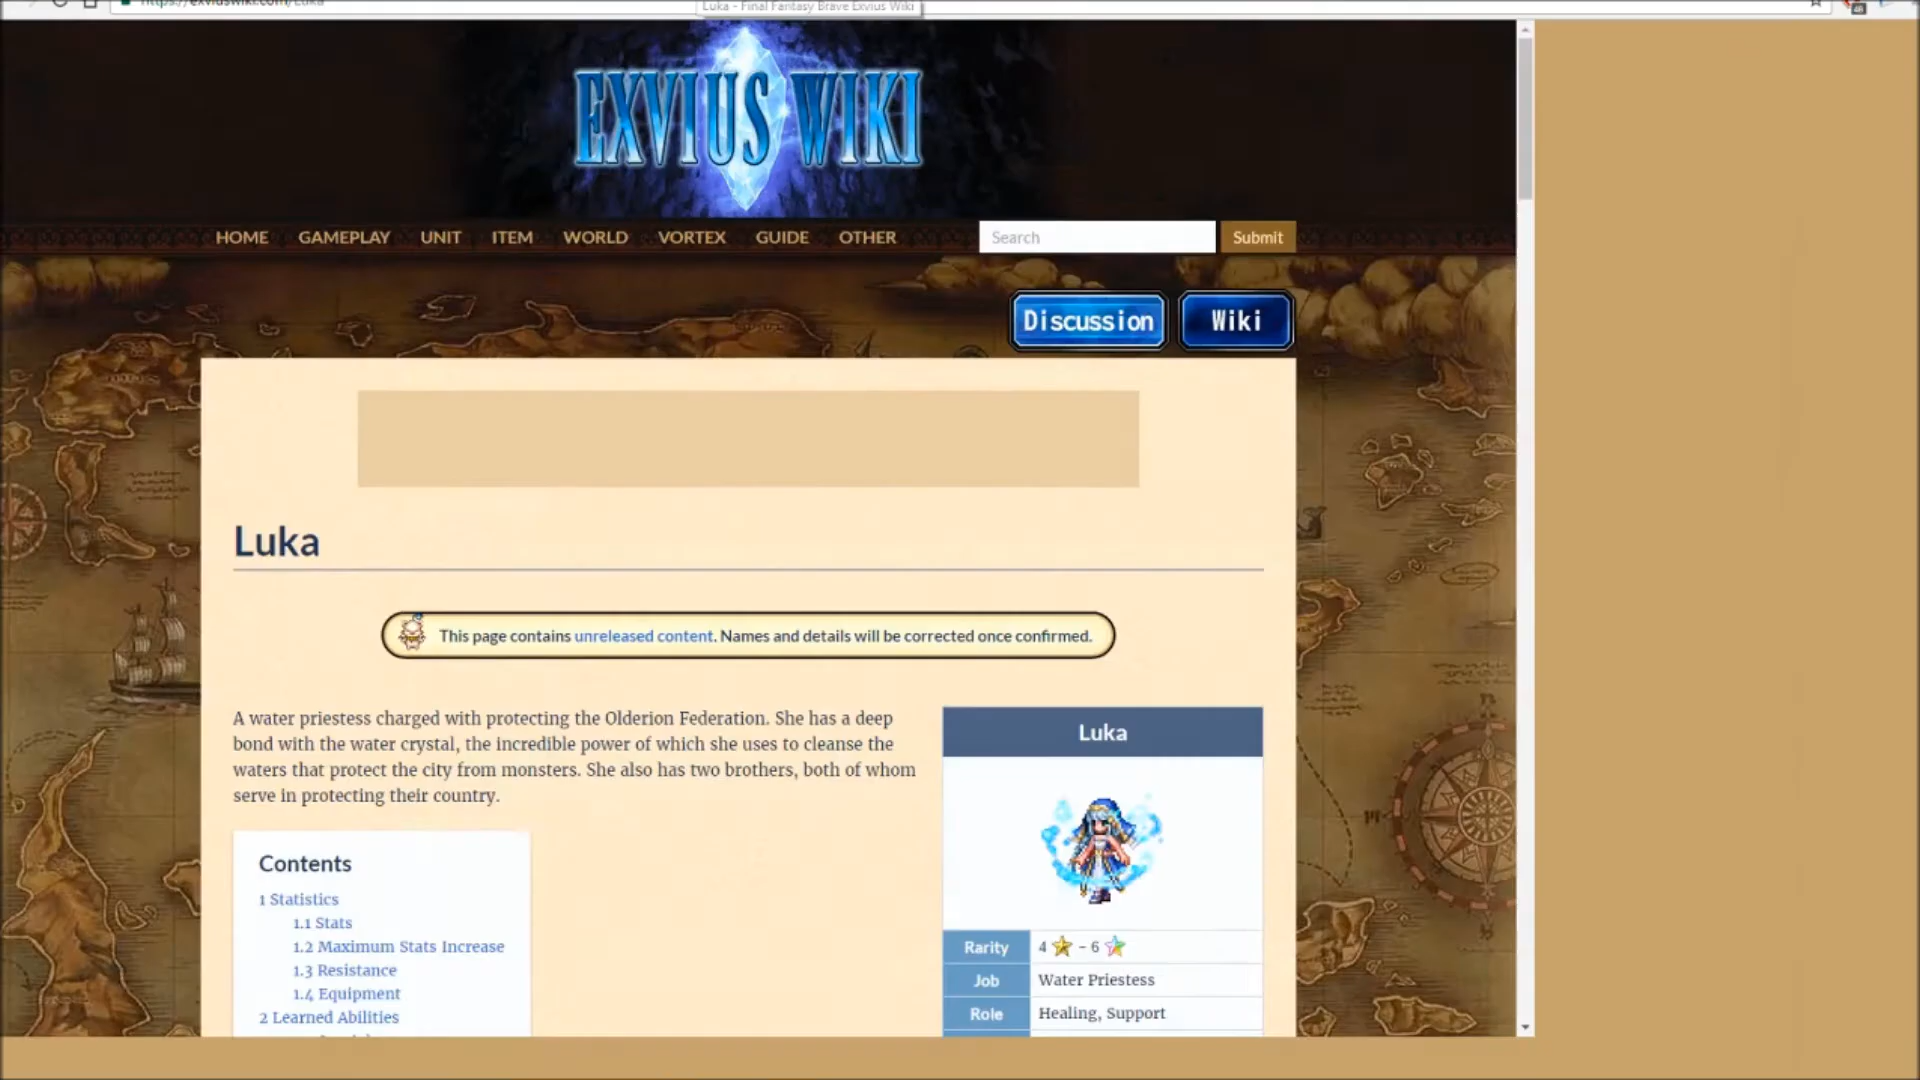 https://exviuswiki.com/Luka
Luka - Final Fantasy Brave Exvius Wiki
EXVIUS WIKI
HOME GAMEPLAY UNIT ITEM WORLD VORTEX GUIDE OTHER Search Submit
Discussion Wiki
Luka
This page contains unreleased content. Names and details will be corrected once confirmed.
A water priestess charged with protecting the Olderion Federation. She has a deep
bond with the water crystal, the incredible power of which she uses to cleanse the
waters that protect the city from monsters. She also has two brothers, both of whom
serve in protecting their country.
Contents
1 Statistics
1.1 Stats
1.2 Maximum Stats Increase
1.3 Resistance
1.4 Equipment
2 Learned Abilities
Luka
Rarity 4 - 6
Job Water Priestess
Role Healing, Support